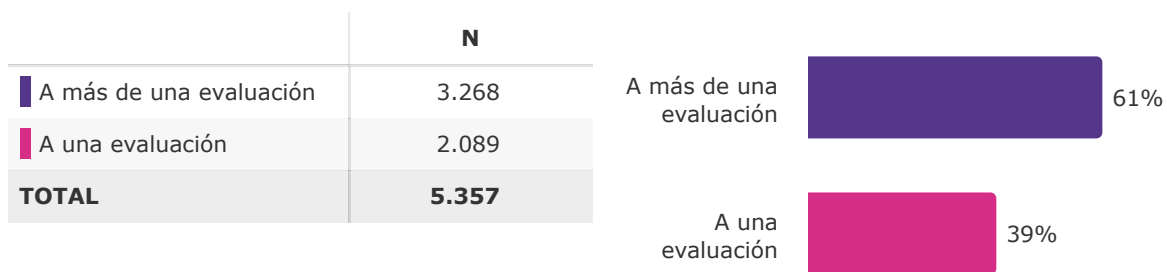 N
A más de una evaluación 3.268
A una evaluación 2.089
TOTAL 5.357
A más de una
evaluación
61%
A una
evaluación
39%